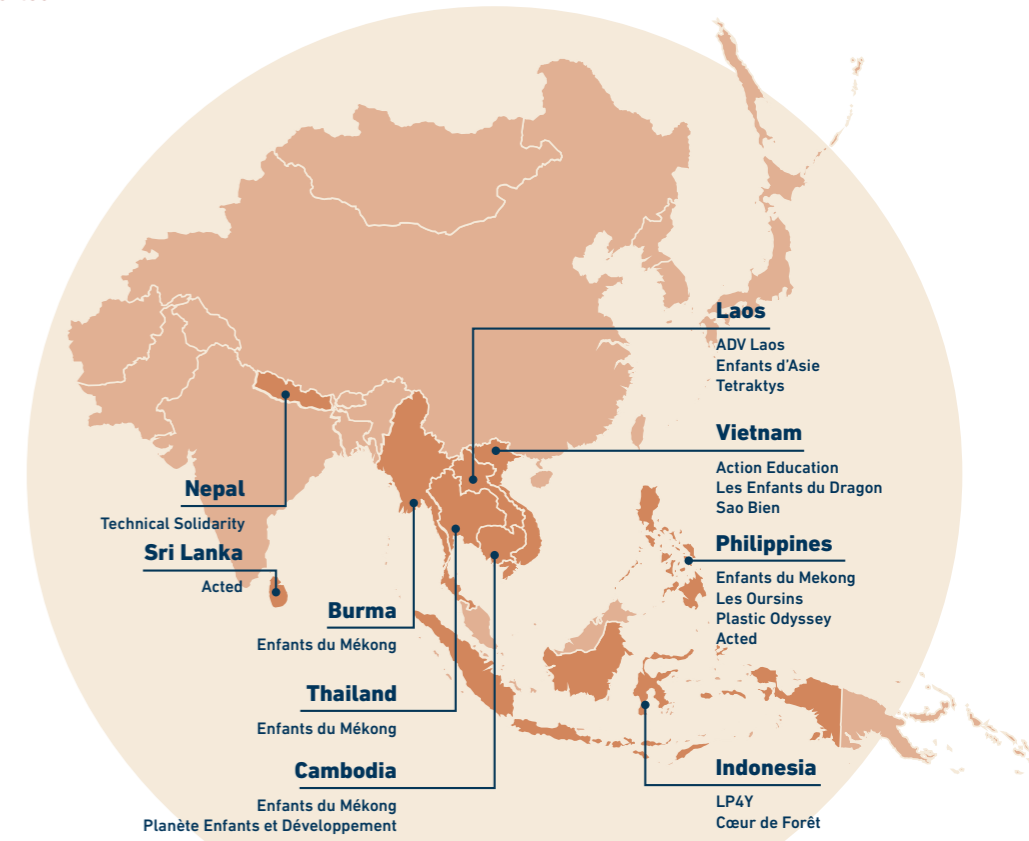 Laos
ADV Laos
Enfants d'Asie
Tetraktys
Vietnam
Action Education
Les Enfants du Dragon
Sao Bien
Nepal
Technical Solidarity
Sri Lanka
Acted
Philippines
Enfants du Mekong
Les Oursins
Plastic Odyssey
Acted
Burma
Enfants du Mékong
Thailand
Enfants du Mékong
Cambodia
Enfants du Mékong
Planète Enfants et Développement
Indonesia
LP4Y
Cœur de Forêt